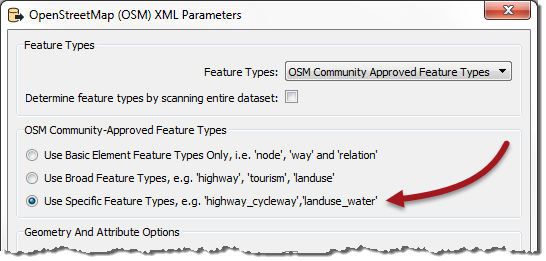 OpenStreetMap (OSM) XML Parameters
Feature Types
Feature Types: OSM Community Approved Feature Types
Determine feature types by scanning entire dataset:
OSM Community-Approved Feature Types
Use Basic Element Feature Types Only, i.e. 'node', 'way' and 'relation'
Use Broad Feature Types, e.g. 'highway', 'tourism', 'landuse'
Use Specific Feature Types, e.g. 'highway_cycleway','landuse_water'
Geometry And Attribute Options